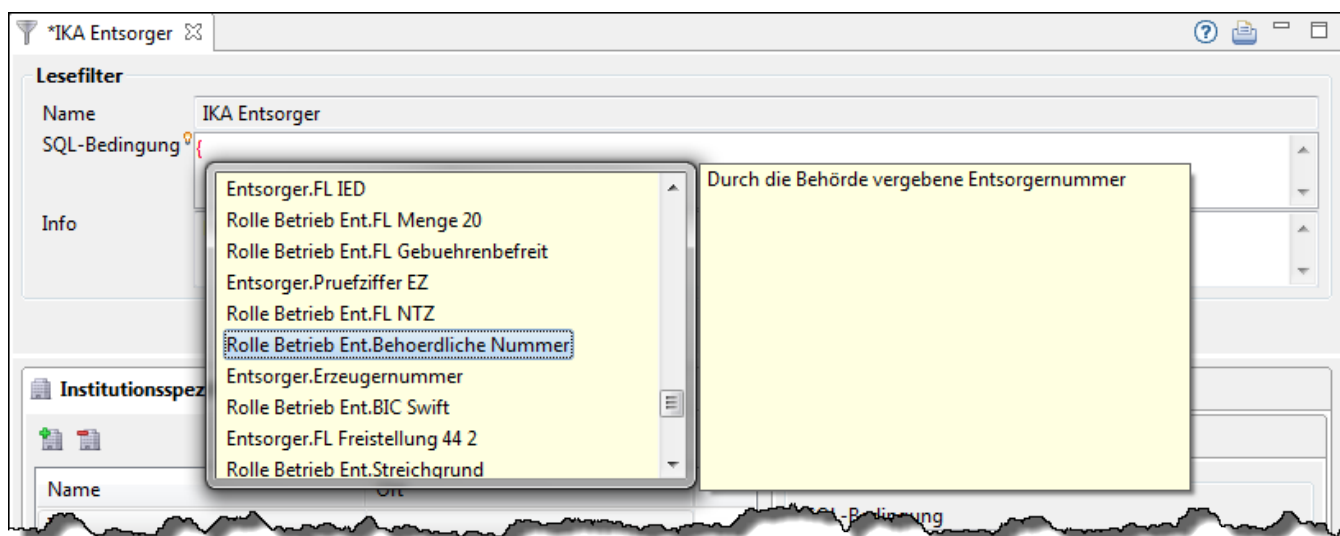 *IKA Entsorger
Lesefilter
Name IKA Entsorger
SQL-Bedingung {
Info
Entsorger.FL IED
Rolle Betrieb Ent.FL Menge 20
Rolle Betrieb Ent.FL Gebuehrenbefreit
Entsorger.Pruefziffer EZ
Rolle Betrieb Ent.FL NTZ
Rolle Betrieb Ent.Behoerdliche Nummer
Entsorger.Erzeugernummer
Rolle Betrieb Ent.BIC Swift
Entsorger.FL Freistellung 44 2
Rolle Betrieb Ent.Streichgrund
Durch die Behörde vergebene Entsorgernummer
Institutionsspez
Name Ort
-Bedingung